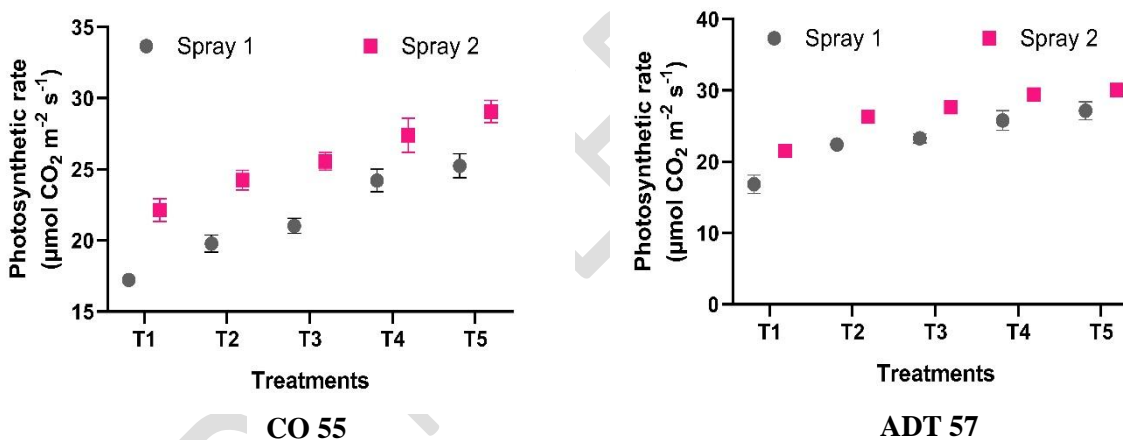 35
30
25
20
15
Photosynthetic rate
(µmol CO₂ m⁻² s⁻¹)
Spray 1
Spray 2
T1 T2 T3 T4 T5
Treatments
CO 55
40
30
20
10
0
Photosynthetic rate
(µmol CO₂ m⁻² s⁻¹)
Spray 1
Spray 2
T1 T2 T3 T4 T5
Treatments
ADT 57